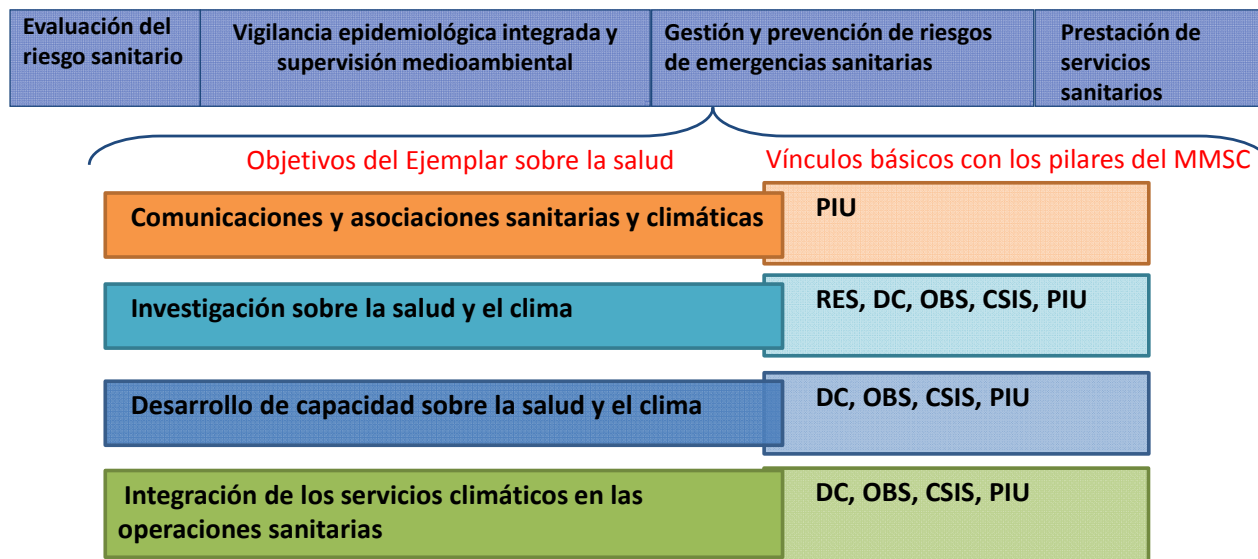 Evaluación del
riesgo sanitario
Vigilancia epidemiológica integrada y
supervisión medioambiental
Gestión y prevención de riesgos
de emergencias sanitarias
Prestación de
servicios
sanitarios
Objetivos del Ejemplar sobre la salud
Vínculos básicos con los pilares del MMSC
Comunicaciones y asociaciones sanitarias y climáticas
PIU
Investigación sobre la salud y el clima
RES, DC, OBS, CSIS, PIU
Desarrollo de capacidad sobre la salud y el clima
DC, OBS, CSIS, PIU
Integración de los servicios climáticos en las
operaciones sanitarias
DC, OBS, CSIS, PIU